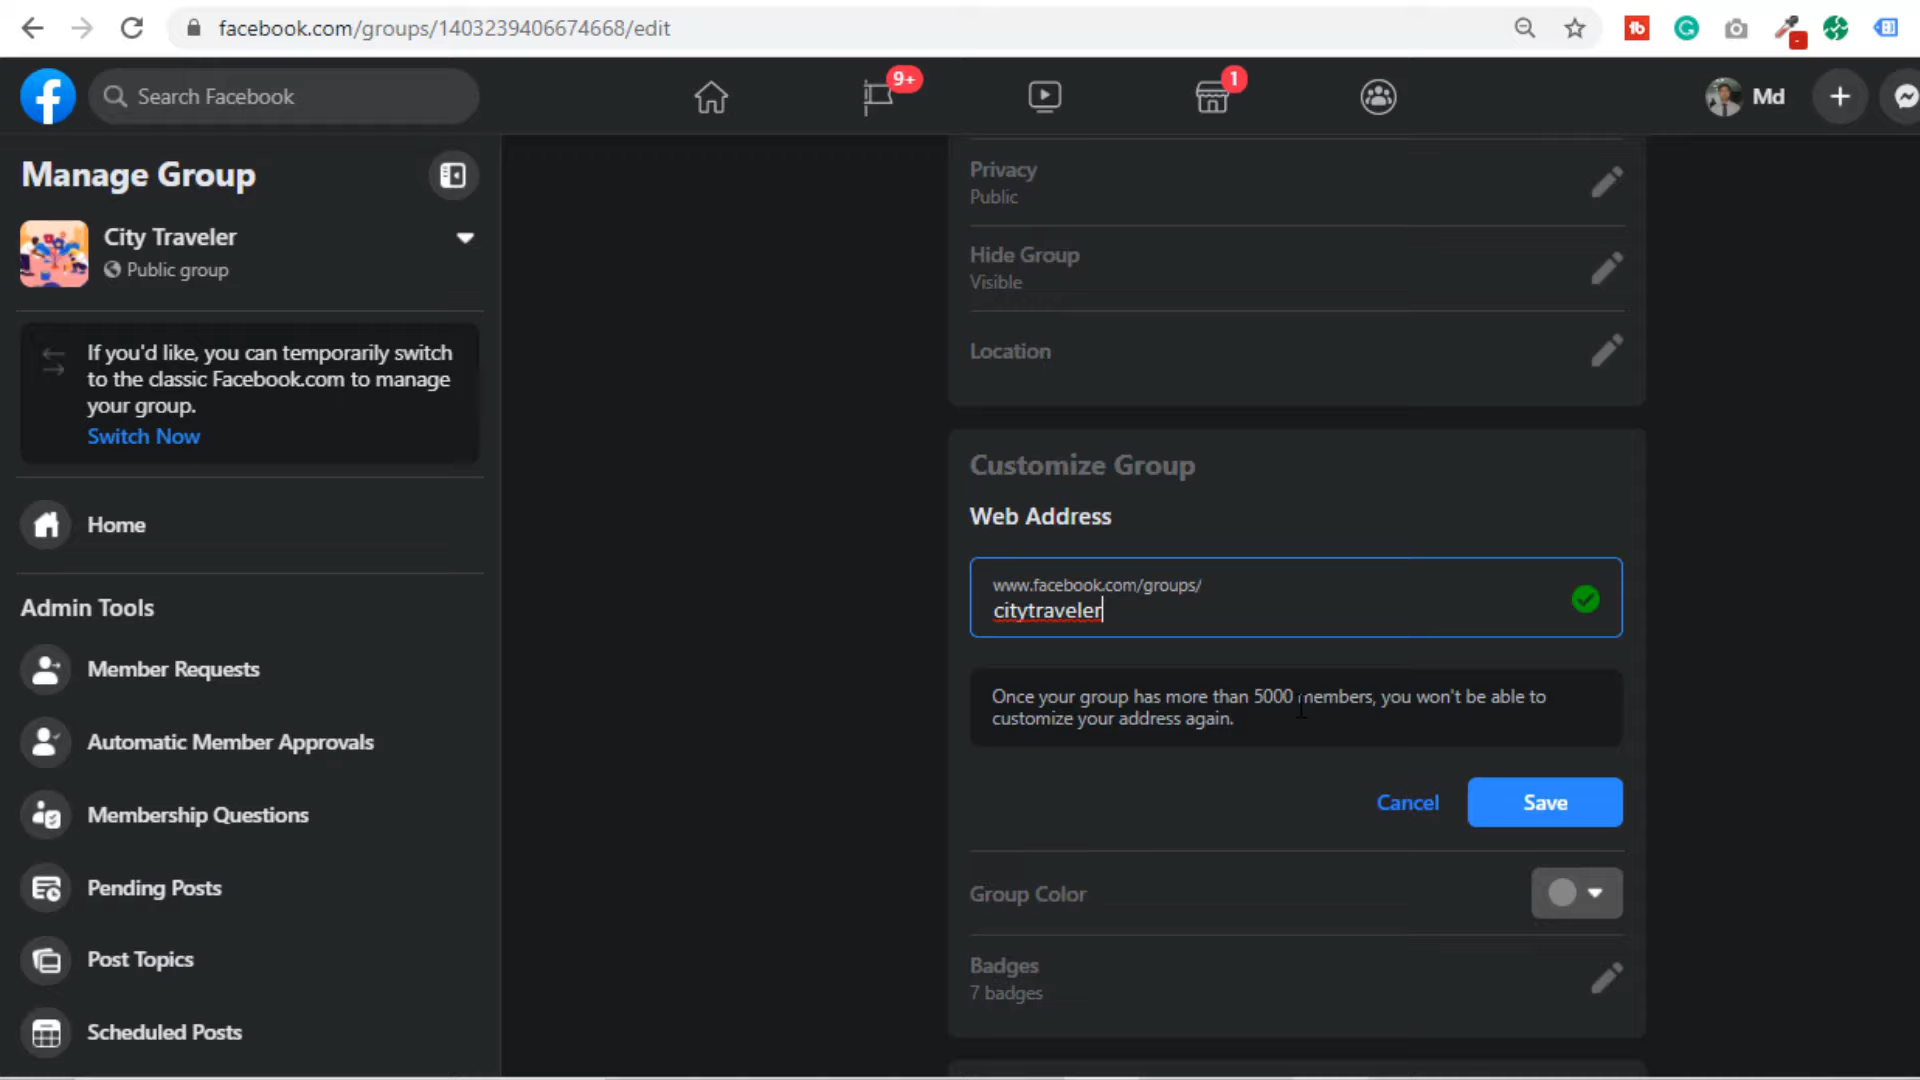 facebook.com/groups/1403239406674668/edit
Search Facebook
9+
1
Md
Manage Group
City Traveler
Public group
If you'd like, you can temporarily switch
to the classic Facebook.com to manage
your group.
Switch Now
Home
Admin Tools
Member Requests
Automatic Member Approvals
Membership Questions
Pending Posts
Post Topics
Scheduled Posts
Privacy
Public
Hide Group
Visible
Location
Customize Group
Web Address
www.facebook.com/groups/
citytraveler
Once your group has more than 5000 members, you won't be able to
customize your address again.
Cancel
Save
Group Color
Badges
7 badges